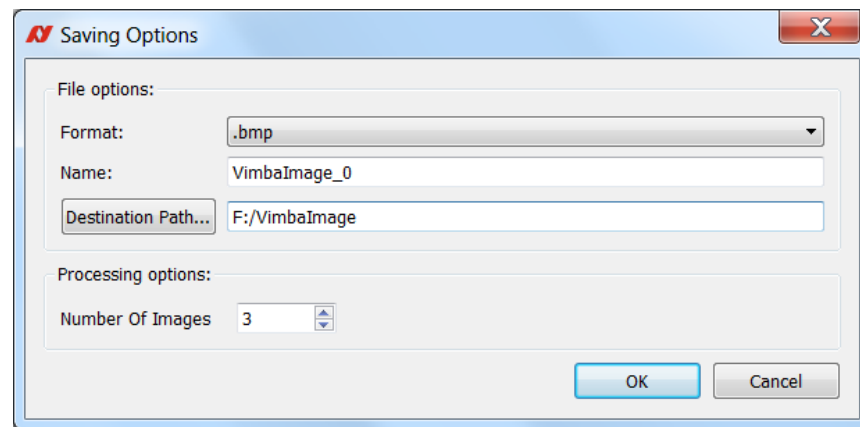 Saving Options
File options:
Format: .bmp
Name: VimbaImage_0
Destination Path... F:/VimbaImage
Processing options:
Number Of Images 3
OK Cancel